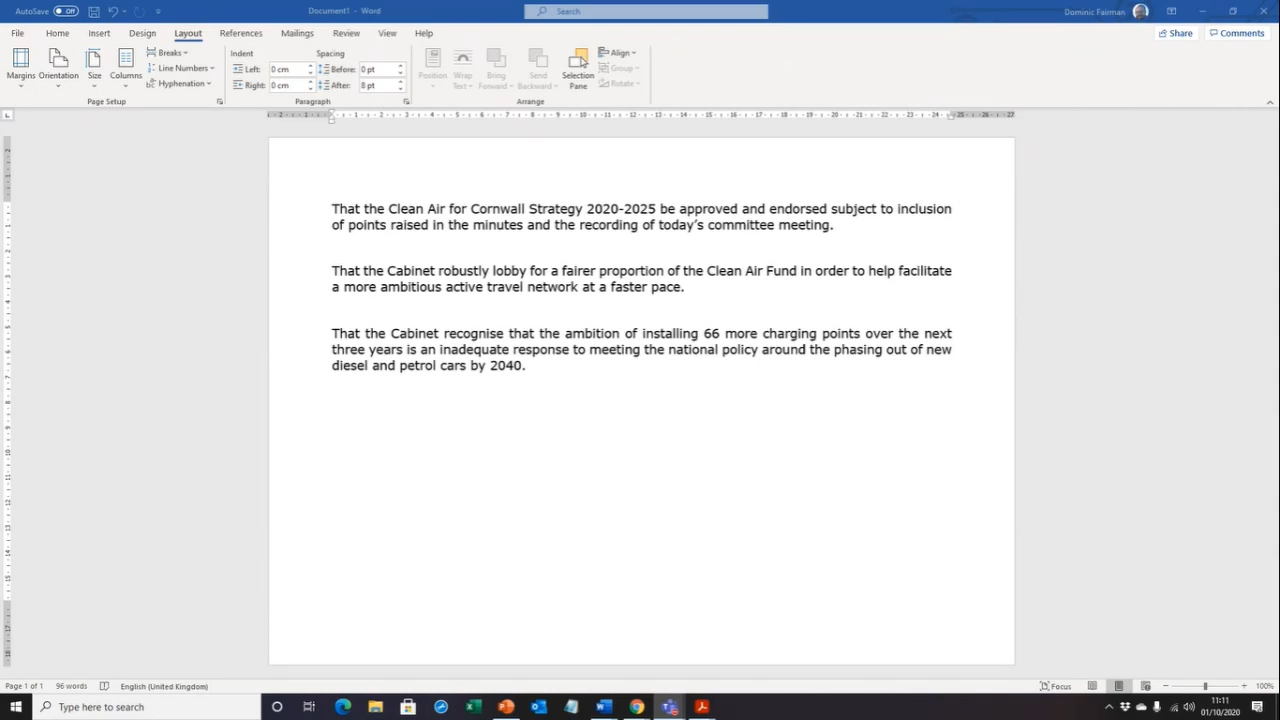 AutoSave Off Document1 - Word Search Dominic Fairman
File Home Insert Design Layout References Mailings Review View Help Share Comments
Margins Orientation Size Columns Breaks Line Numbers Hyphenation
Page Setup
Indent Spacing
Left: 0 cm Before: 0 pt
Right: 0 cm After: 8 pt
Paragraph
Position Wrap Text Bring Forward Send Backward Selection Pane Align Group Rotate
Arrange
That the Clean Air for Cornwall Strategy 2020-2025 be approved and endorsed subject to inclusion
of points raised in the minutes and the recording of today's committee meeting.
That the Cabinet robustly lobby for a fairer proportion of the Clean Air Fund in order to help facilitate
a more ambitious active travel network at a faster pace.
That the Cabinet recognise that the ambition of installing 66 more charging points over the next
three years is an inadequate response to meeting the national policy around the phasing out of new
diesel and petrol cars by 2040.
Page 1 of 1 96 words English (United Kingdom) Focus 100%
Type here to search 11:11
01/10/2020